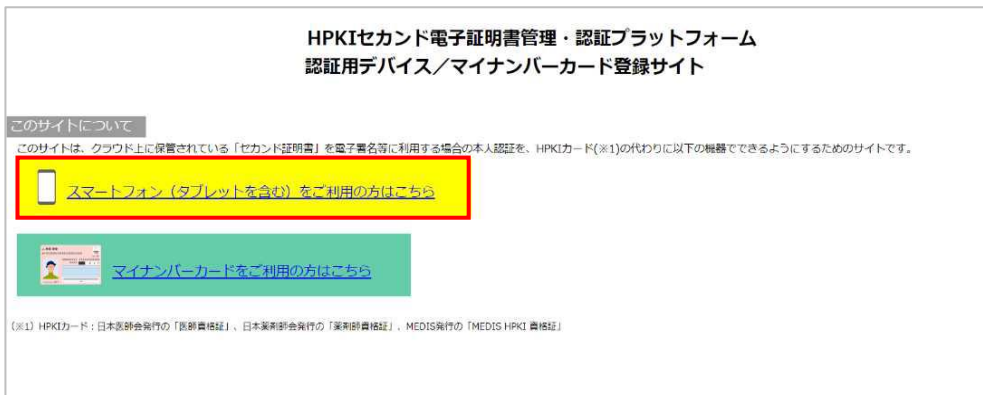 HPKIセカンド電子証明書管理・認証プラットフォーム
認証用デバイス／マイナンバーカード登録サイト
このサイトについて
このサイトは、クラウド上に保管されている「セカンド証明書」を電子署名等に利用する場合の本人認証を、HPKIカード(※1)の代わりに以下の機器でできるようにするためのサイトです。
スマートフォン（タブレットを含む）をご利用の方はこちら
マイナンバーカードをご利用の方はこちら
(※1) HPKIカード：日本医師会発行の「医師資格証」、日本薬剤師会発行の「薬剤師資格証」、MEDIS発行の「MEDIS HPKI 資格証」